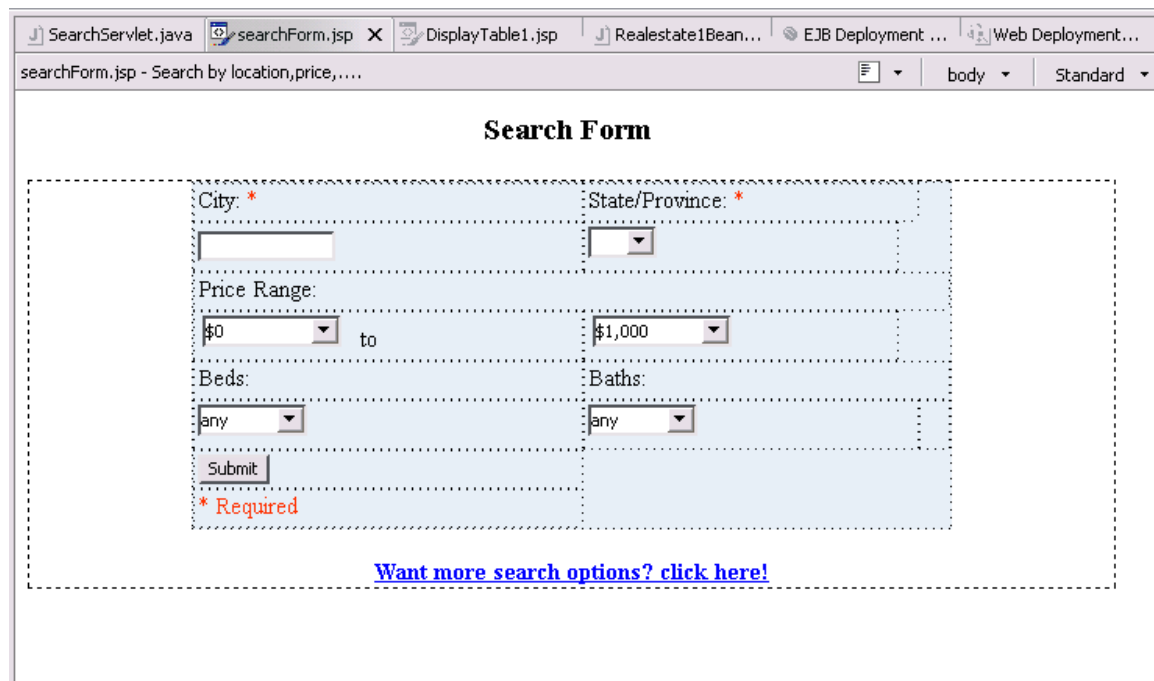 SearchServlet.java searchForm.jsp DisplayTable1.jsp Realestate1Bean... EJB Deployment ... Web Deployment...
searchForm.jsp - Search by location,price,.... body Standard
Search Form
City: * State/Province: *
Price Range:
$0 to $1,000
Beds: Baths:
any any
Submit
* Required
Want more search options? click here!